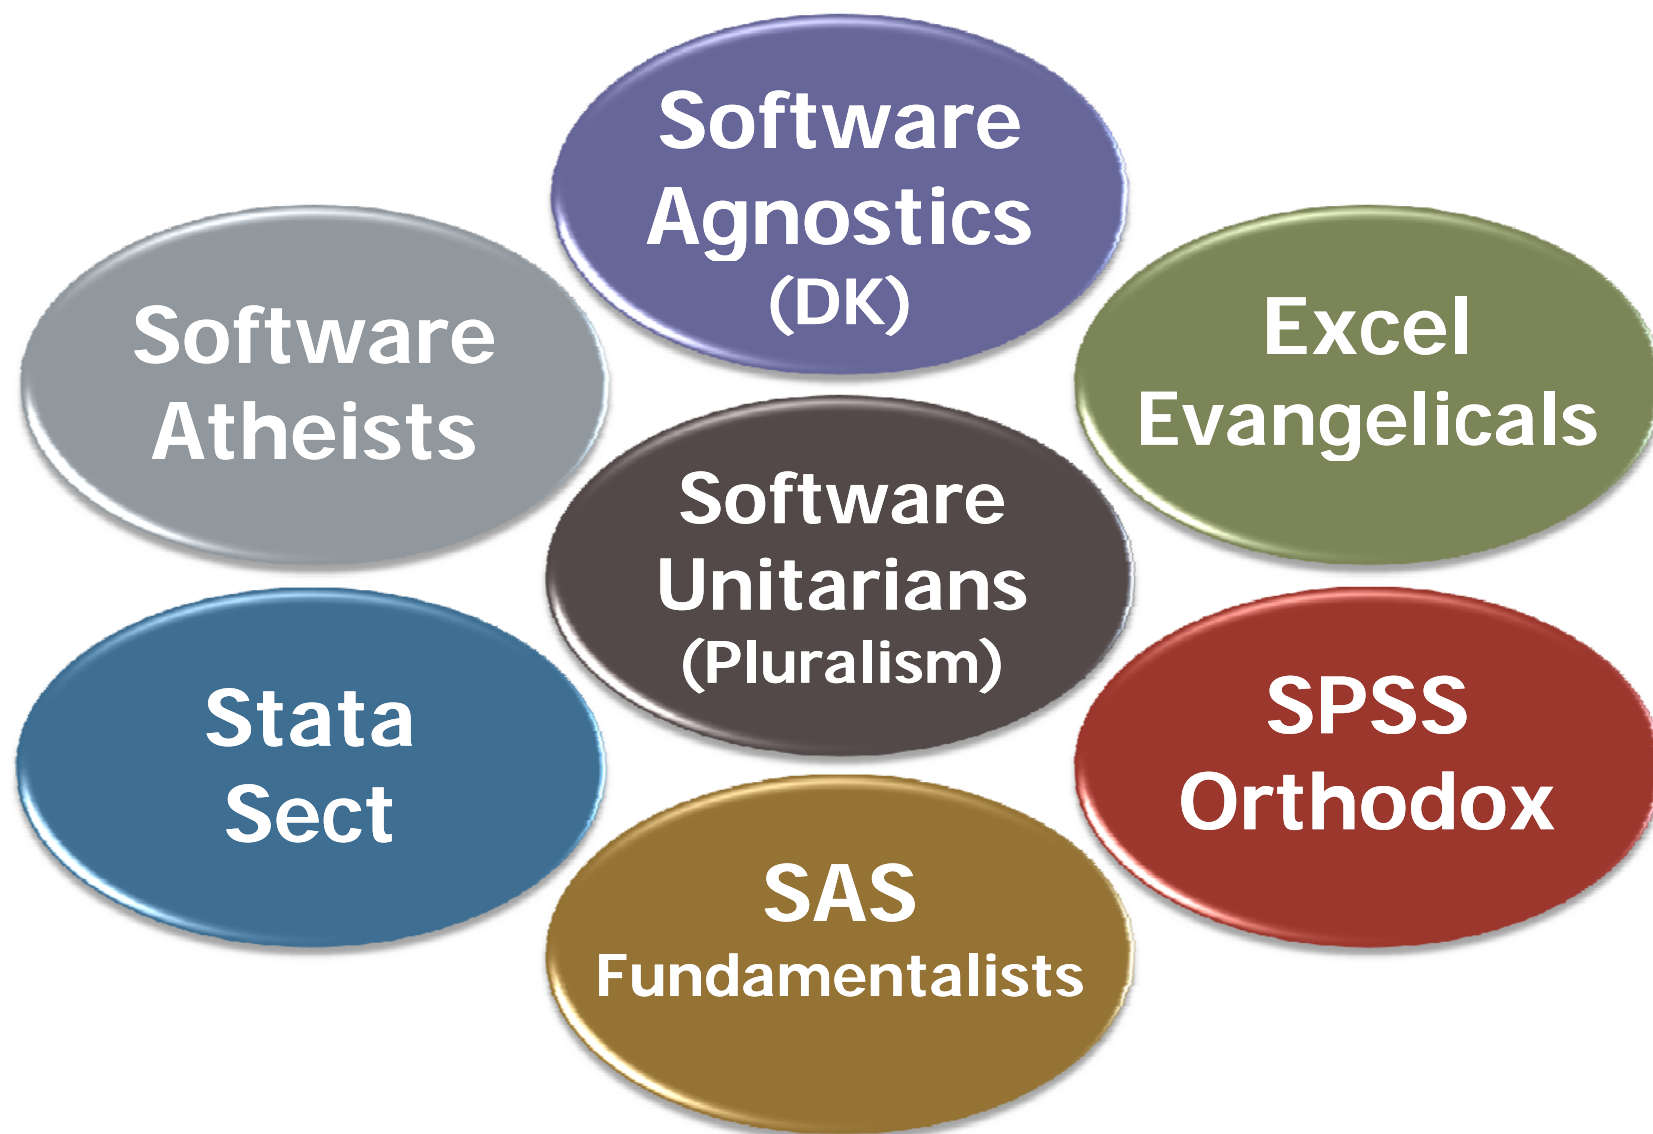 Software
Agnostics
(DK)
Software
Atheists
Excel
Evangelicals
Software
Unitarians
(Pluralism)
Stata
Sect
SPSS
Orthodox
SAS
Fundamentalists